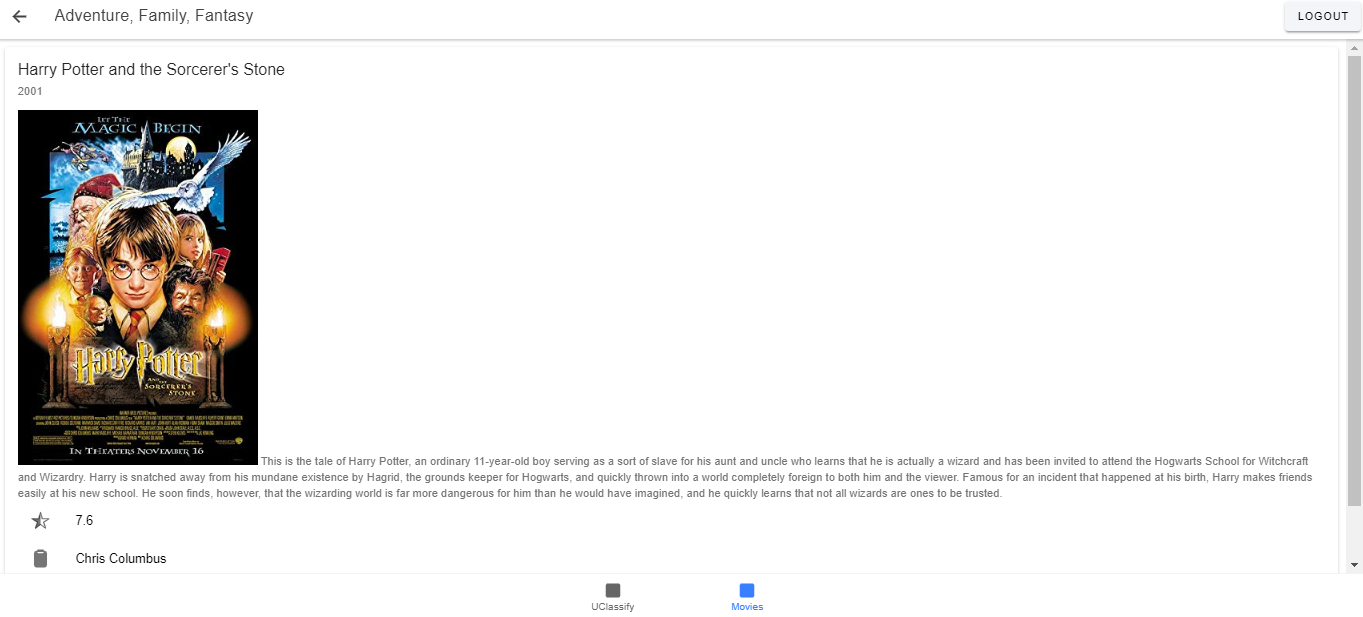 Adventure, Family, Fantasy
LOGOUT
Harry Potter and the Sorcerer's Stone
2001
LET THE
MAGIC BEGIN
Harry Potter
AND THE
SORCERER'S
STONE
IN THEATERS NOVEMBER 16
This is the tale of Harry Potter, an ordinary 11-year-old boy serving as a sort of slave for his aunt and uncle who learns that he is actually a wizard and has been invited to attend the Hogwarts School for Witchcraft
and Wizardry. Harry is snatched away from his mundane existence by Hagrid, the grounds keeper for Hogwarts, and quickly thrown into a world completely foreign to both him and the viewer. Famous for an incident that happened at his birth, Harry makes friends
easily at his new school. He soon finds, however, that the wizarding world is far more dangerous for him than he would have imagined, and he quickly learns that not all wizards are ones to be trusted.
7.6
Chris Columbus
UClassify
Movies